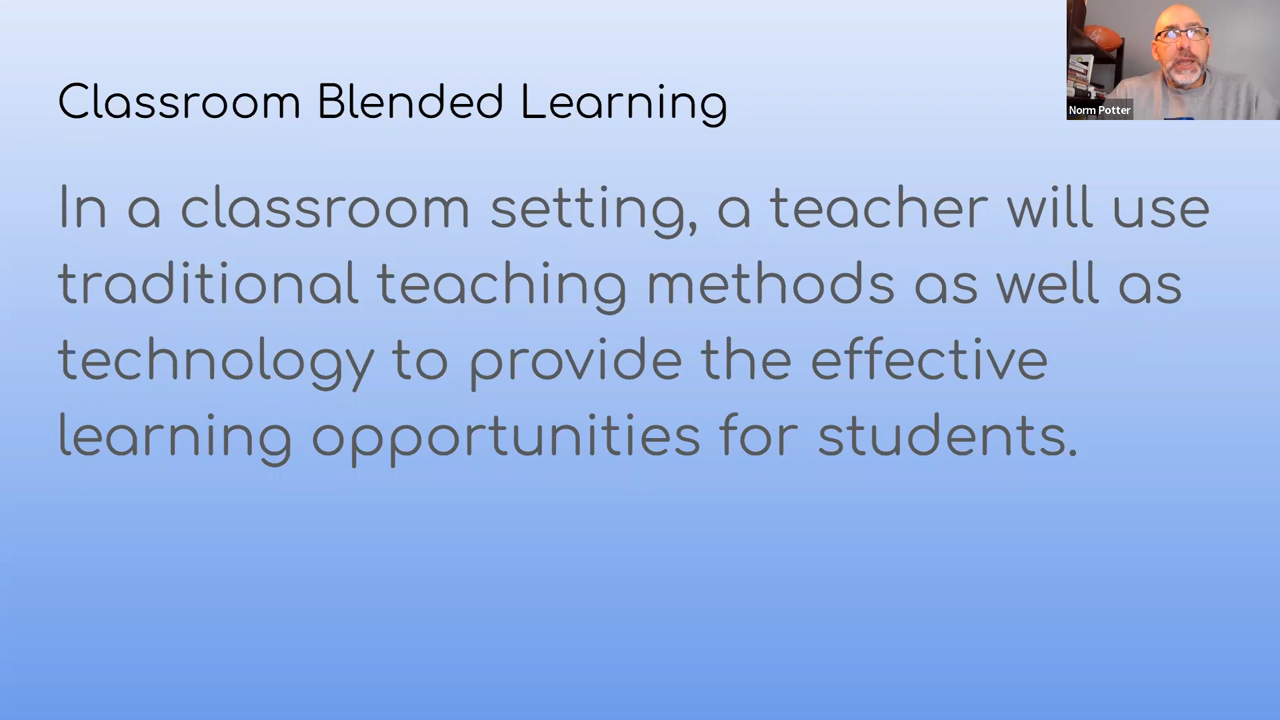 Classroom Blended Learning
In a classroom setting, a teacher will use
traditional teaching methods as well as
technology to provide the effective
learning opportunities for students.
Norm Potter